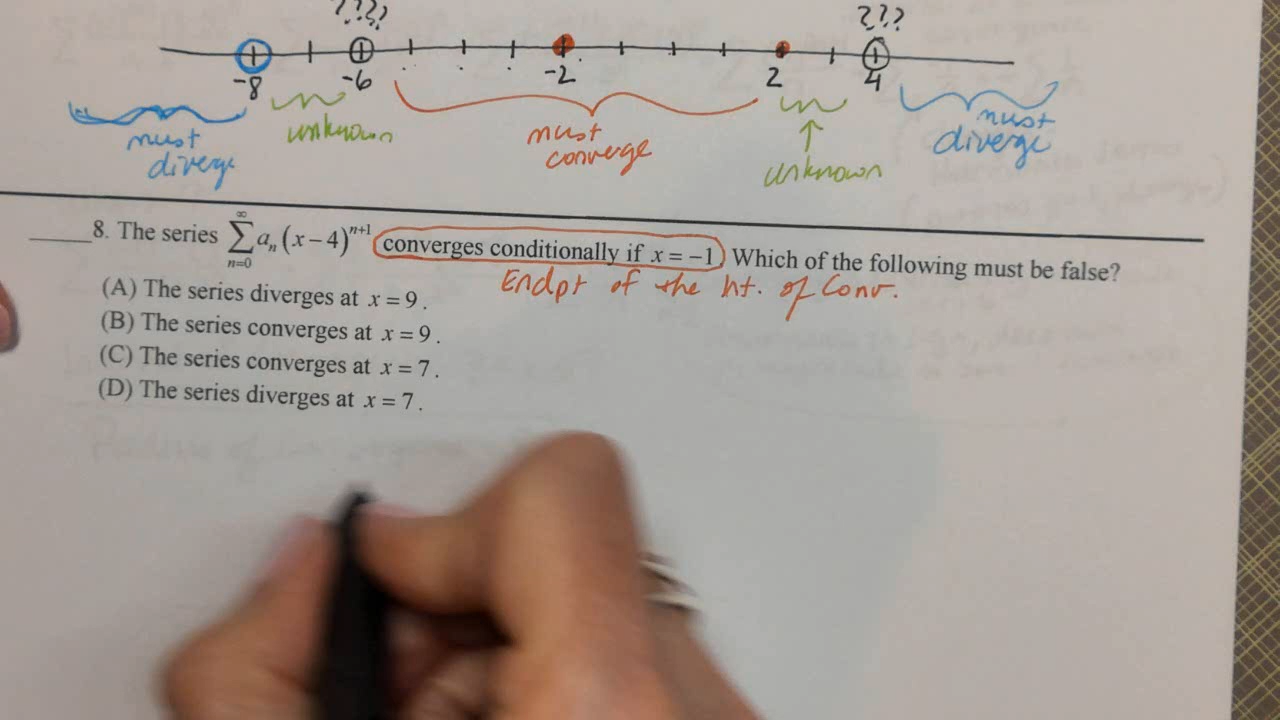 ???? ???
-8 -6 -2 2 4
must diverge unknown must converge unknown must diverge
8. The series \sum_{n=0}^{\infty} a_n (x-4)^{n+1} converges conditionally if x = -1. Which of the following must be false?
Endpt of the Int. of Conv.
(A) The series diverges at x = 9.
(B) The series converges at x = 9.
(C) The series converges at x = 7.
(D) The series diverges at x = 7.